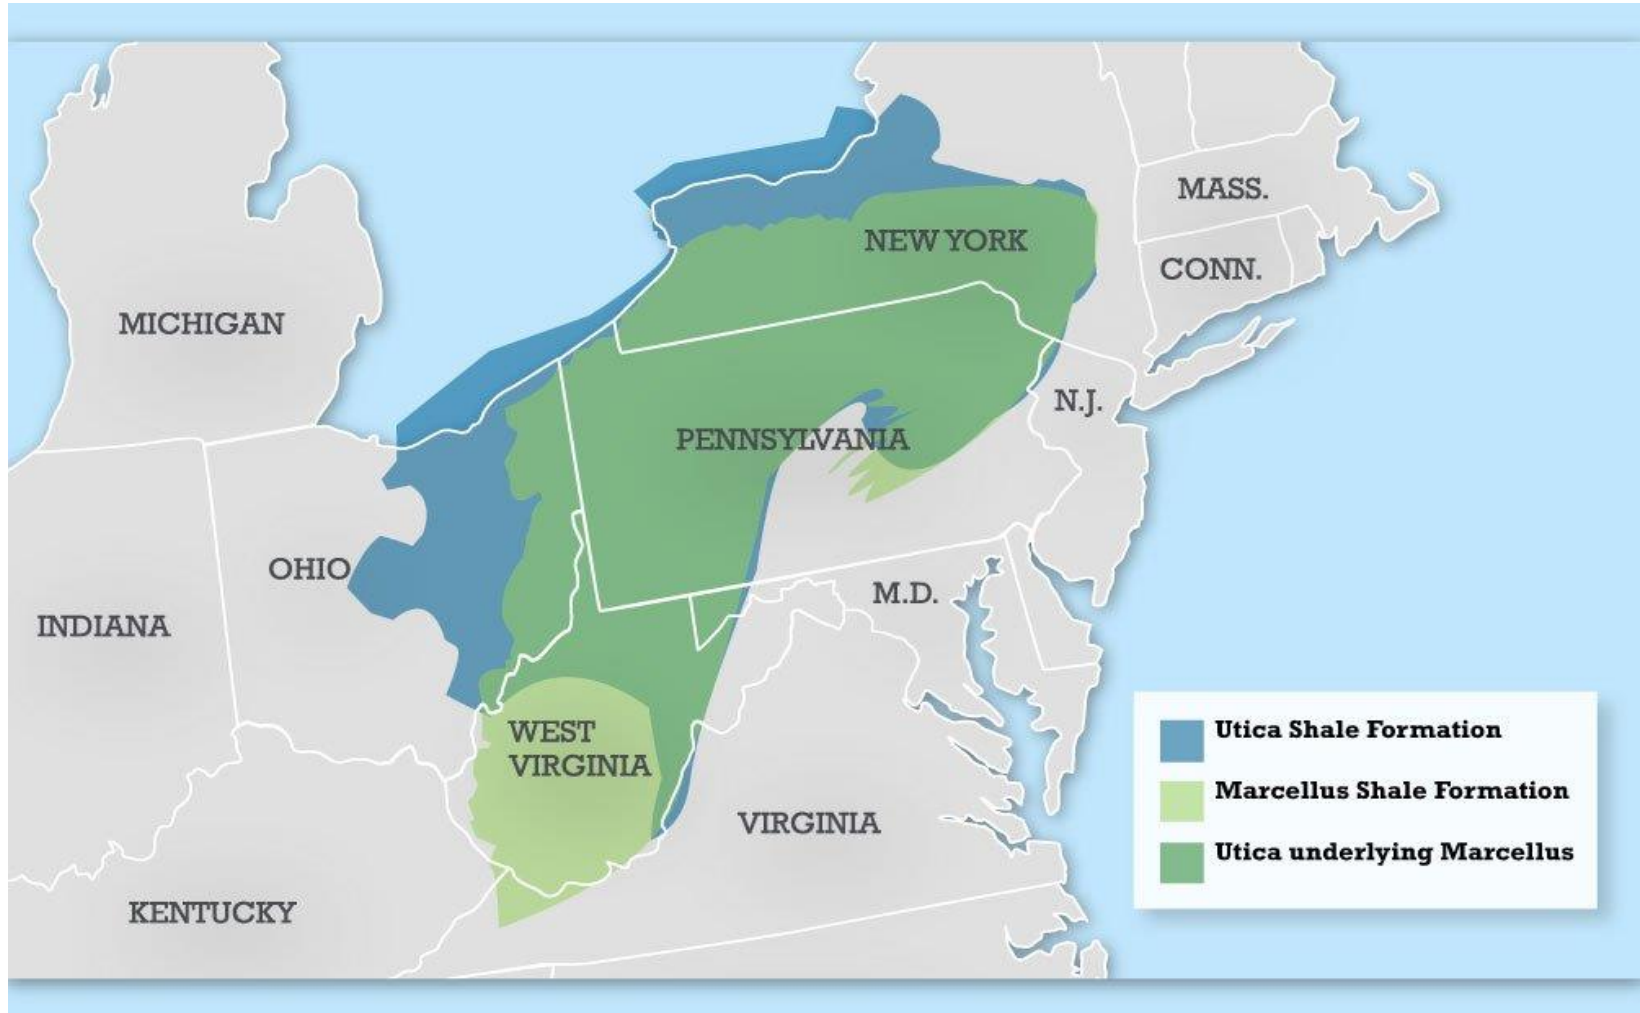 MASS.
NEW YORK
CONN.
MICHIGAN
N.J.
PENNSYLVANIA
OHIO
M.D.
INDIANA
WEST
VIRGINIA
VIRGINIA
KENTUCKY
Utica Shale Formation
Marcellus Shale Formation
Utica underlying Marcellus